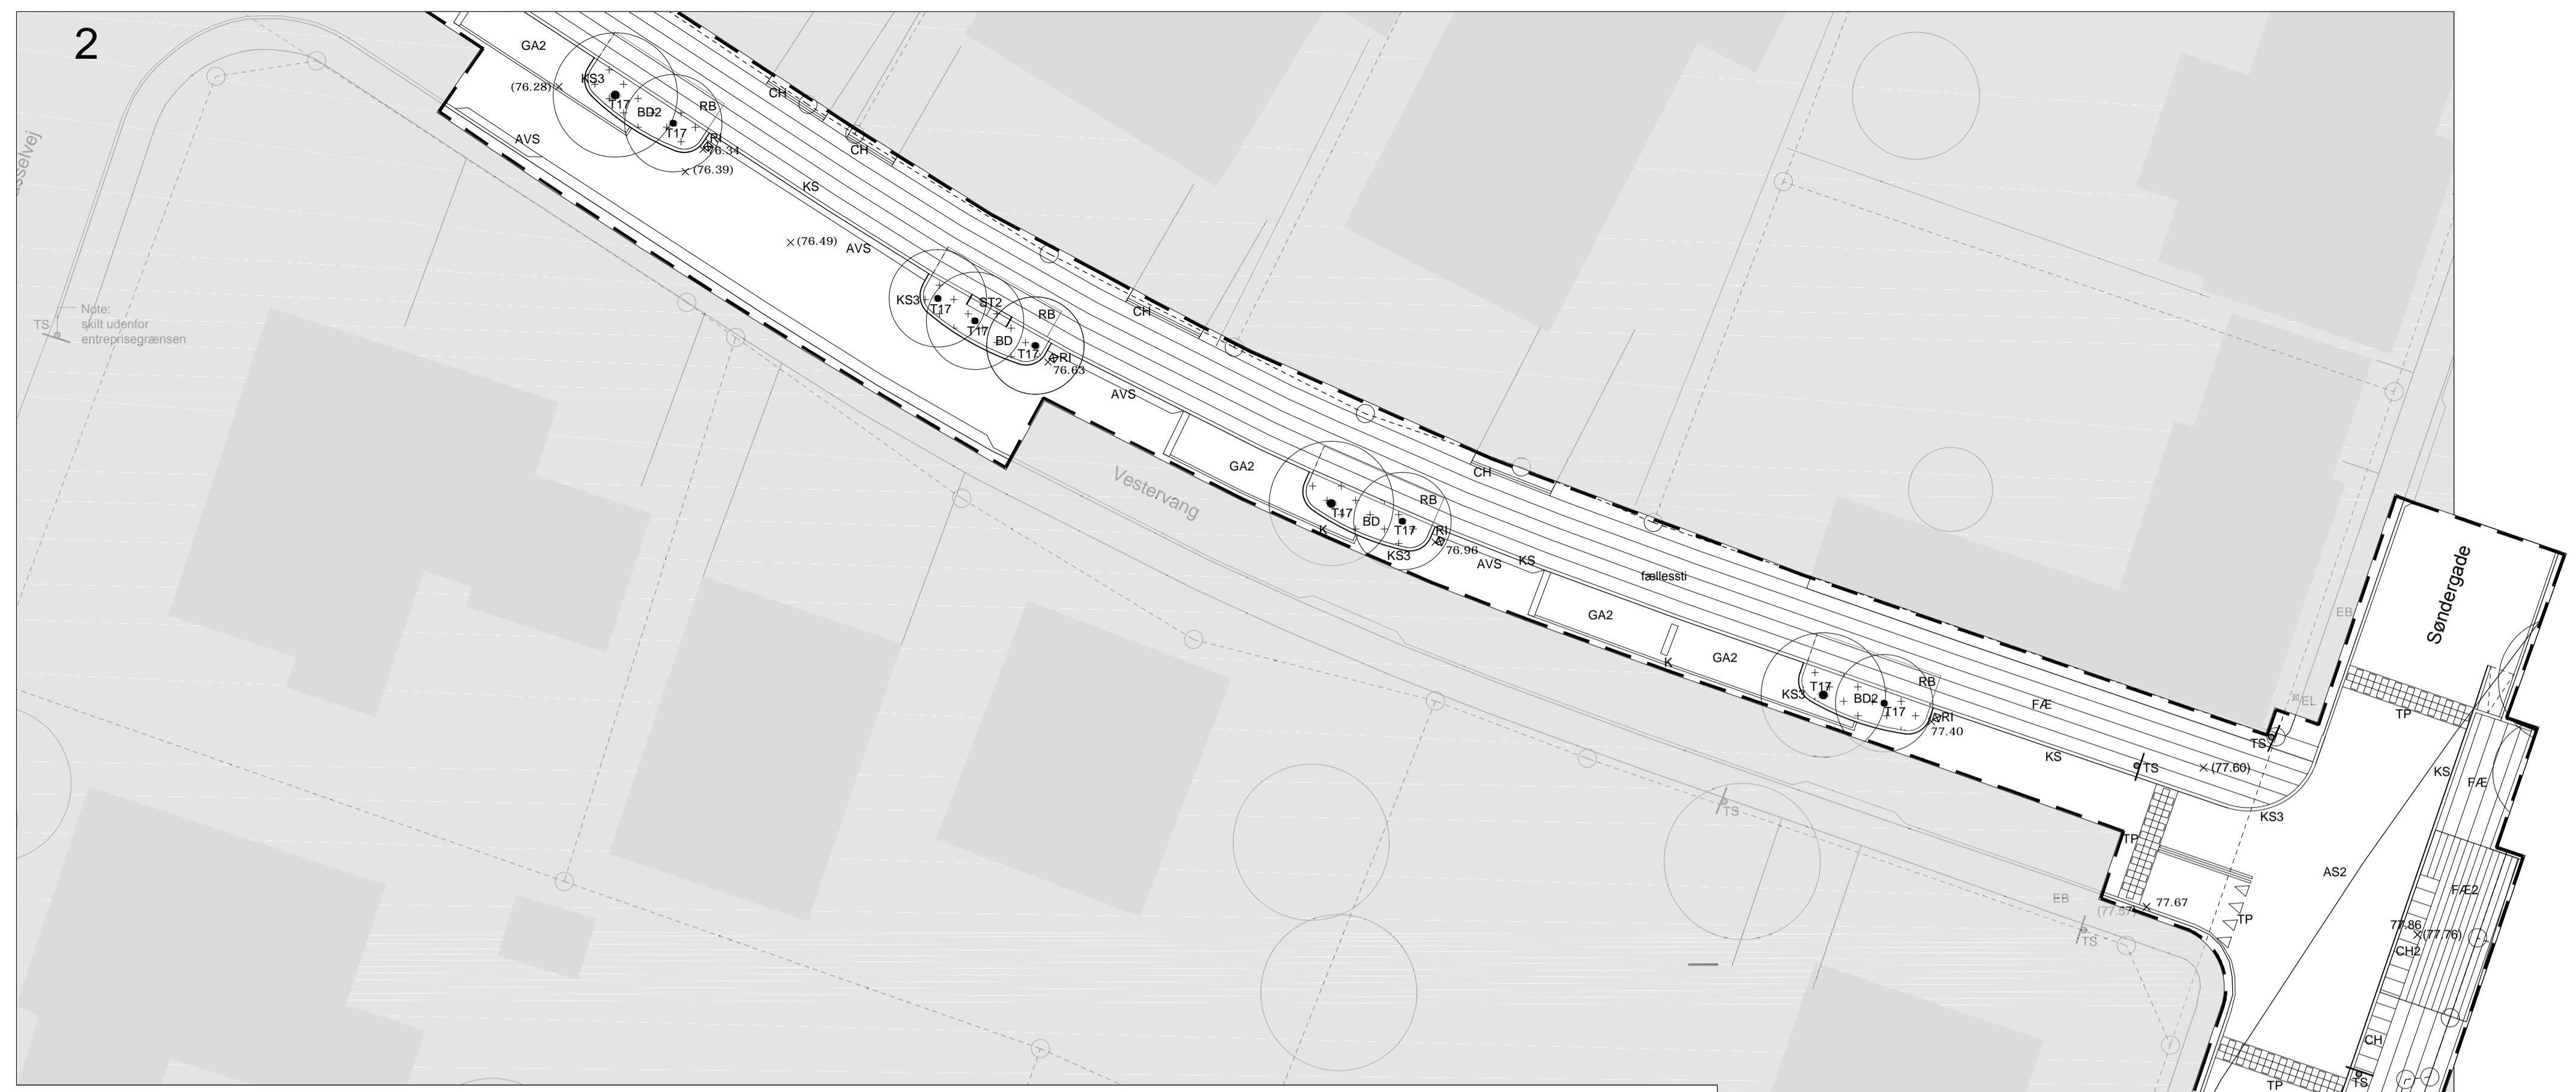 2
GA2
KS3
(76.28)
T17
BD2
RB
T17
RI
76.34
(76.39)
AVS
CH
CH
KS
(76.49)
AVS
KS3
T17
ST2
T17
RB
BD
T17
RI
76.63
CH
AVS
Note:
skilt udenfor
entreprisegrænsen
TS
Vestervang
GA2
CH
RB
T17
BD
T17
K
RI
76.96
KS3
AVS
KS
fællessti
GA2
K
GA2
KS3
T17
BD2
T17
RB
RI
77.40
FÆ
KS
TS
TS
(77.60)
EL
EB
Søndergade
TP
KS
FÆ
KS3
TP
AS2
FÆ2
EB
(77.57)
77.67
TP
77.86
(77.76)
CH2
TS
TS
CH
TP
TS